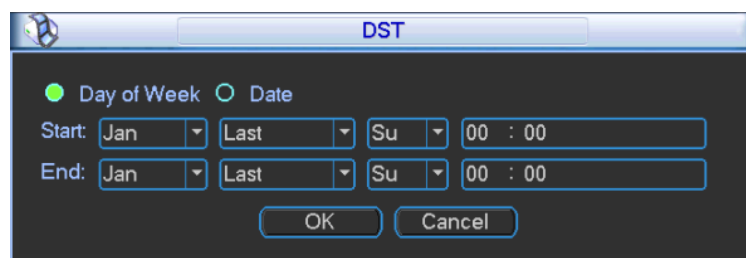 DST
Day of Week Date
Start: Jan Last Su 00 : 00
End: Jan Last Su 00 : 00
OK Cancel